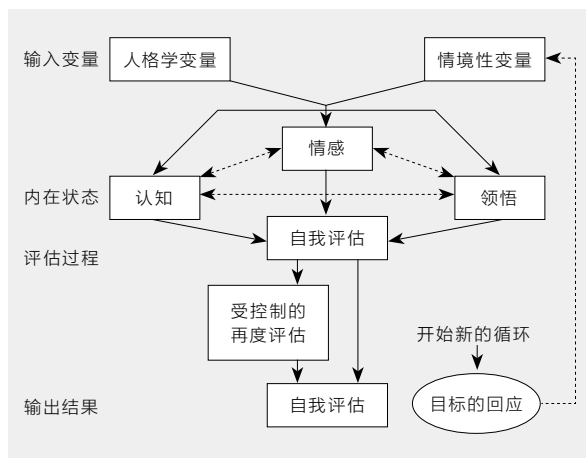 输入变量
人格学变量
情境性变量
情感
内在状态
认知
领悟
自我评估
评估过程
受控制的
再度评估
开始新的循环
输出结果
自我评估
目标的回应